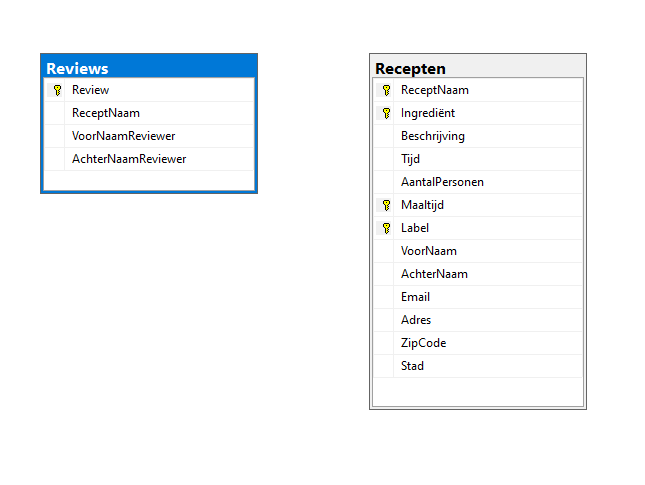 Reviews
Review
ReceptNaam
VoorNaamReviewer
AchterNaamReviewer
Recepten
ReceptNaam
Ingrediënt
Beschrijving
Tijd
AantalPersonen
Maaltijd
Label
VoorNaam
AchterNaam
Email
Adres
ZipCode
Stad